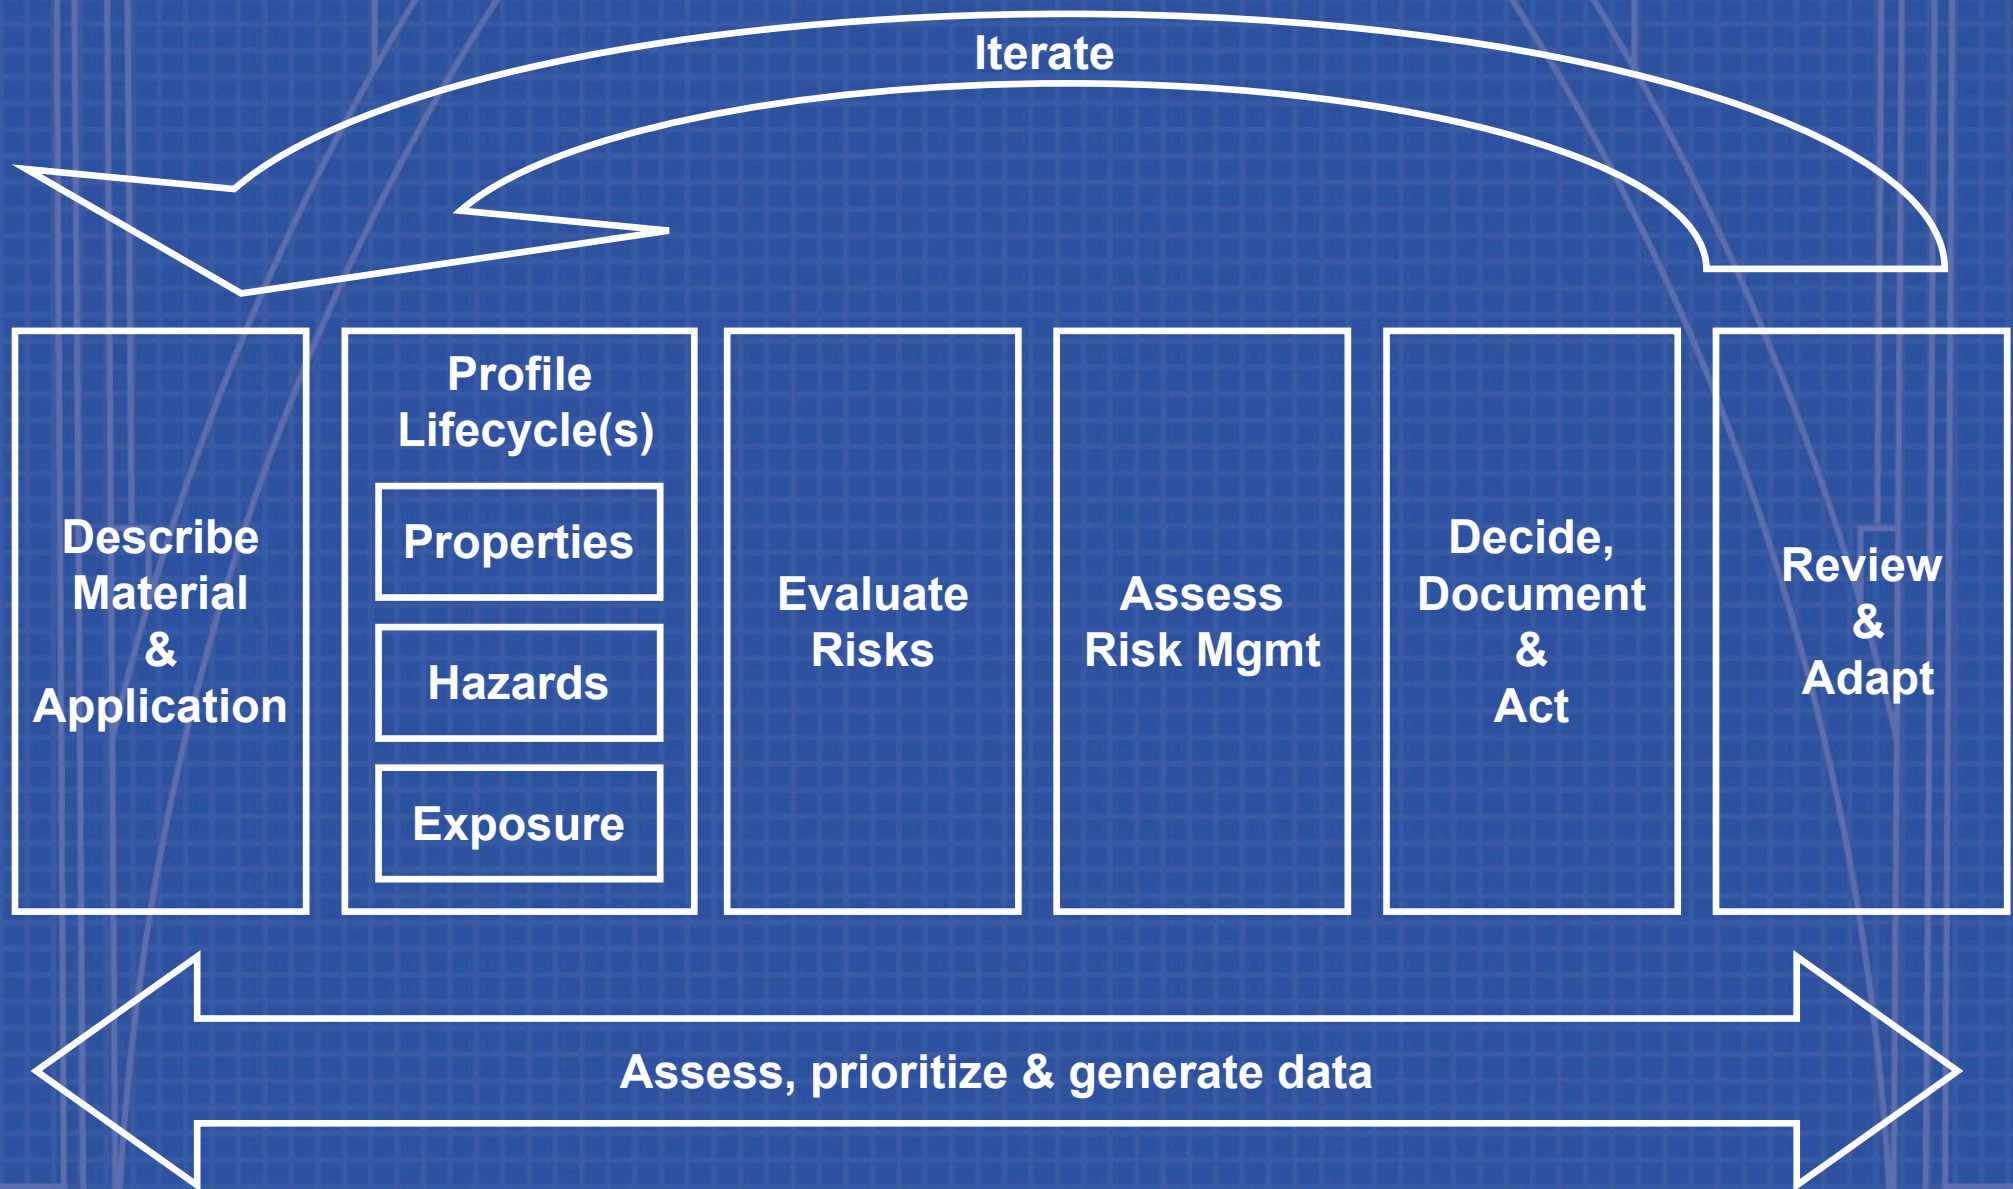 Iterate
Describe
Material
&
Application
Profile
Lifecycle(s)
Properties
Hazards
Exposure
Evaluate
Risks
Assess
Risk Mgmt
Decide,
Document
&
Act
Review
&
Adapt
Assess, prioritize & generate data